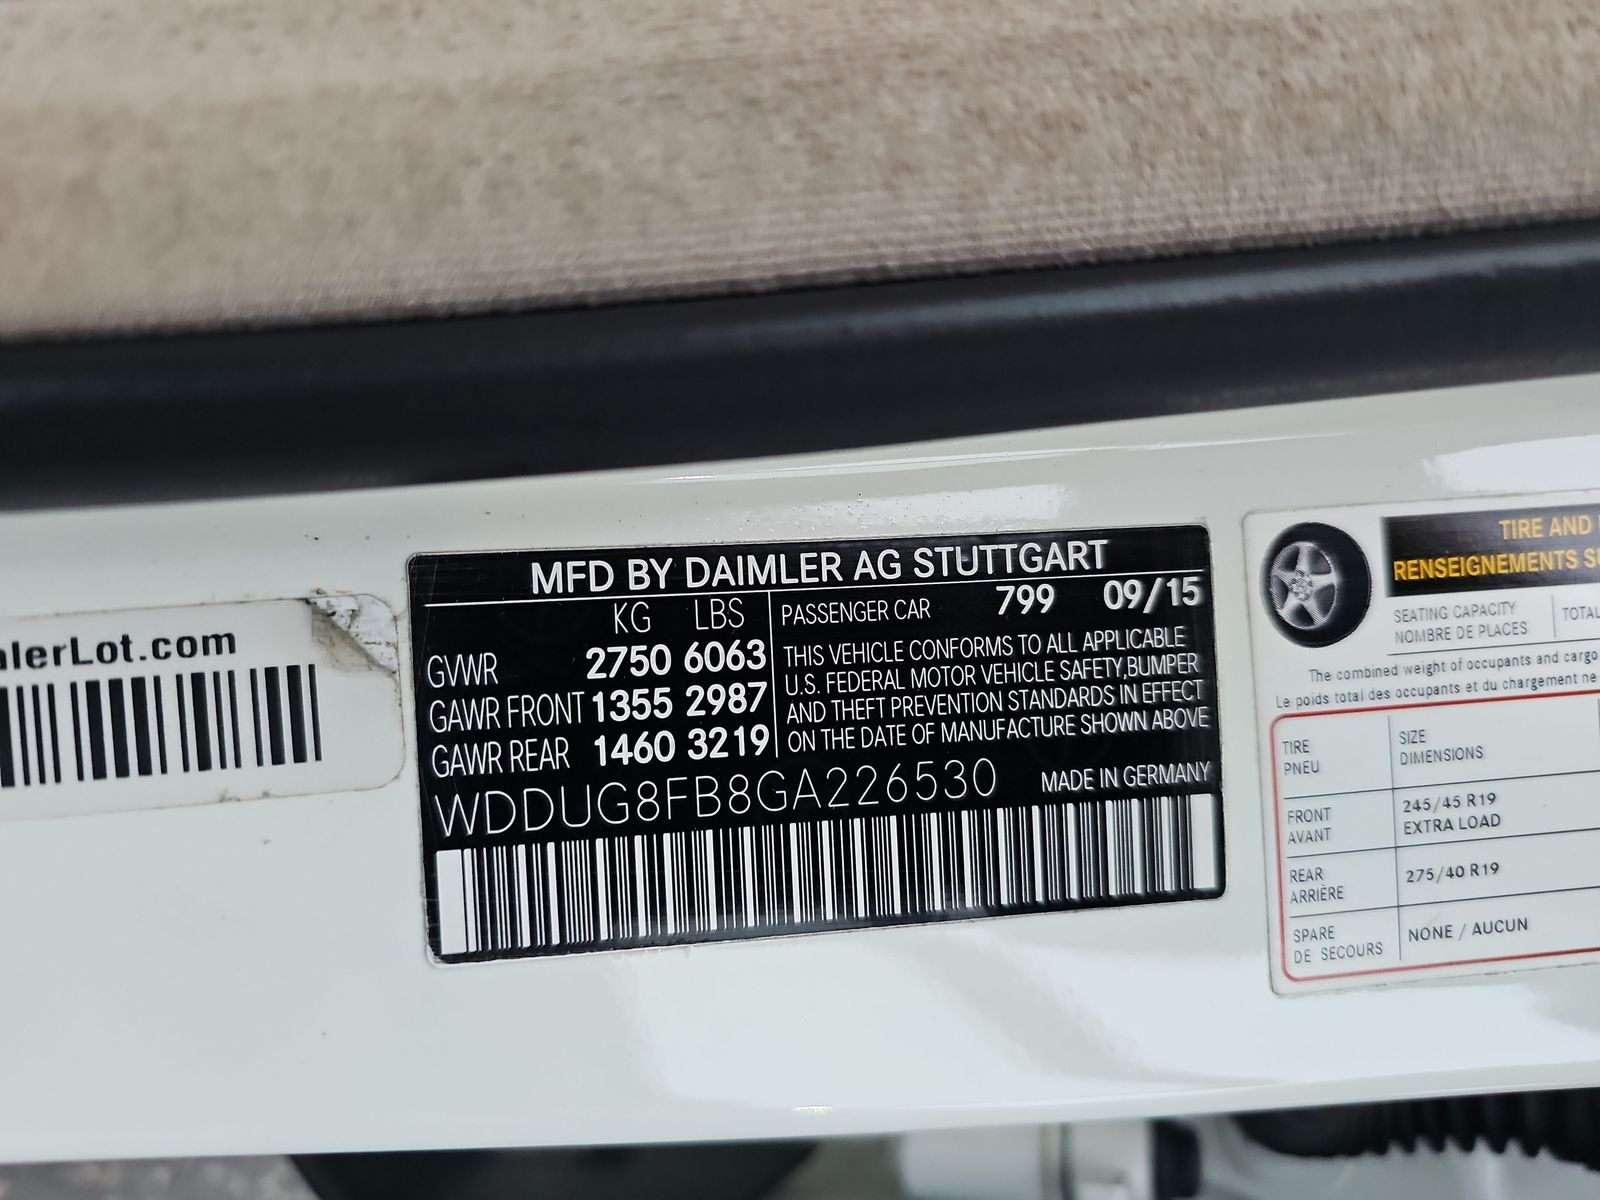 lerLot.com
MFD BY DAIMLER AG STUTTGART
KG LBS
GVWR 2750 6063
GAWR FRONT 1355 2987
GAWR REAR 1460 3219
PASSENGER CAR 799 09/15
THIS VEHICLE CONFORMS TO ALL APPLICABLE
U.S. FEDERAL MOTOR VEHICLE SAFETY,BUMPER
AND THEFT PREVENTION STANDARDS IN EFFECT
ON THE DATE OF MANUFACTURE SHOWN ABOVE
WDDUG8FB8GA226530 MADE IN GERMANY
TIRE AND
RENSEIGNEMENTS
SEATING CAPACITY
NOMBRE DE PLACES
TOTAL
The combined weight of occupants and cargo
Le poids total des occupants et du chargement ne
TIRE
PNEU
SIZE
DIMENSIONS
FRONT
AVANT
245/45 R19
EXTRA LOAD
REAR
ARRIÈRE
275/40 R19
SPARE
DE SECOURS
NONE / AUCUN